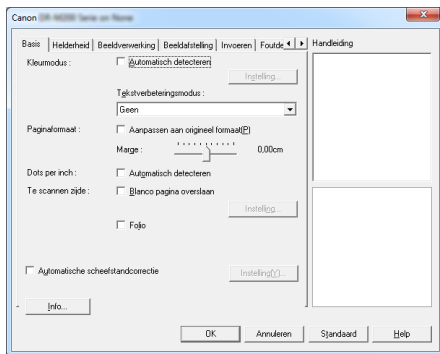 Canon
Basis Helderheid Beeldverwerking Beeldafstelling Invoeren Foutde
Handleiding
Kleurmodus :
Automatisch detecteren
Instelling...
Tekstverbeteringsmodus :
Geen
Paginaformaat :
Aanpassen aan origineel formaat(P)
Marge : 0,00cm
Dots per inch :
Automatisch detecteren
Te scannen zijde :
Blanco pagina overslaan
Instelling...
Folio
Automatische scheefstandcorrectie
Instelling(Y)...
Info...
OK Annuleren Standaard Help